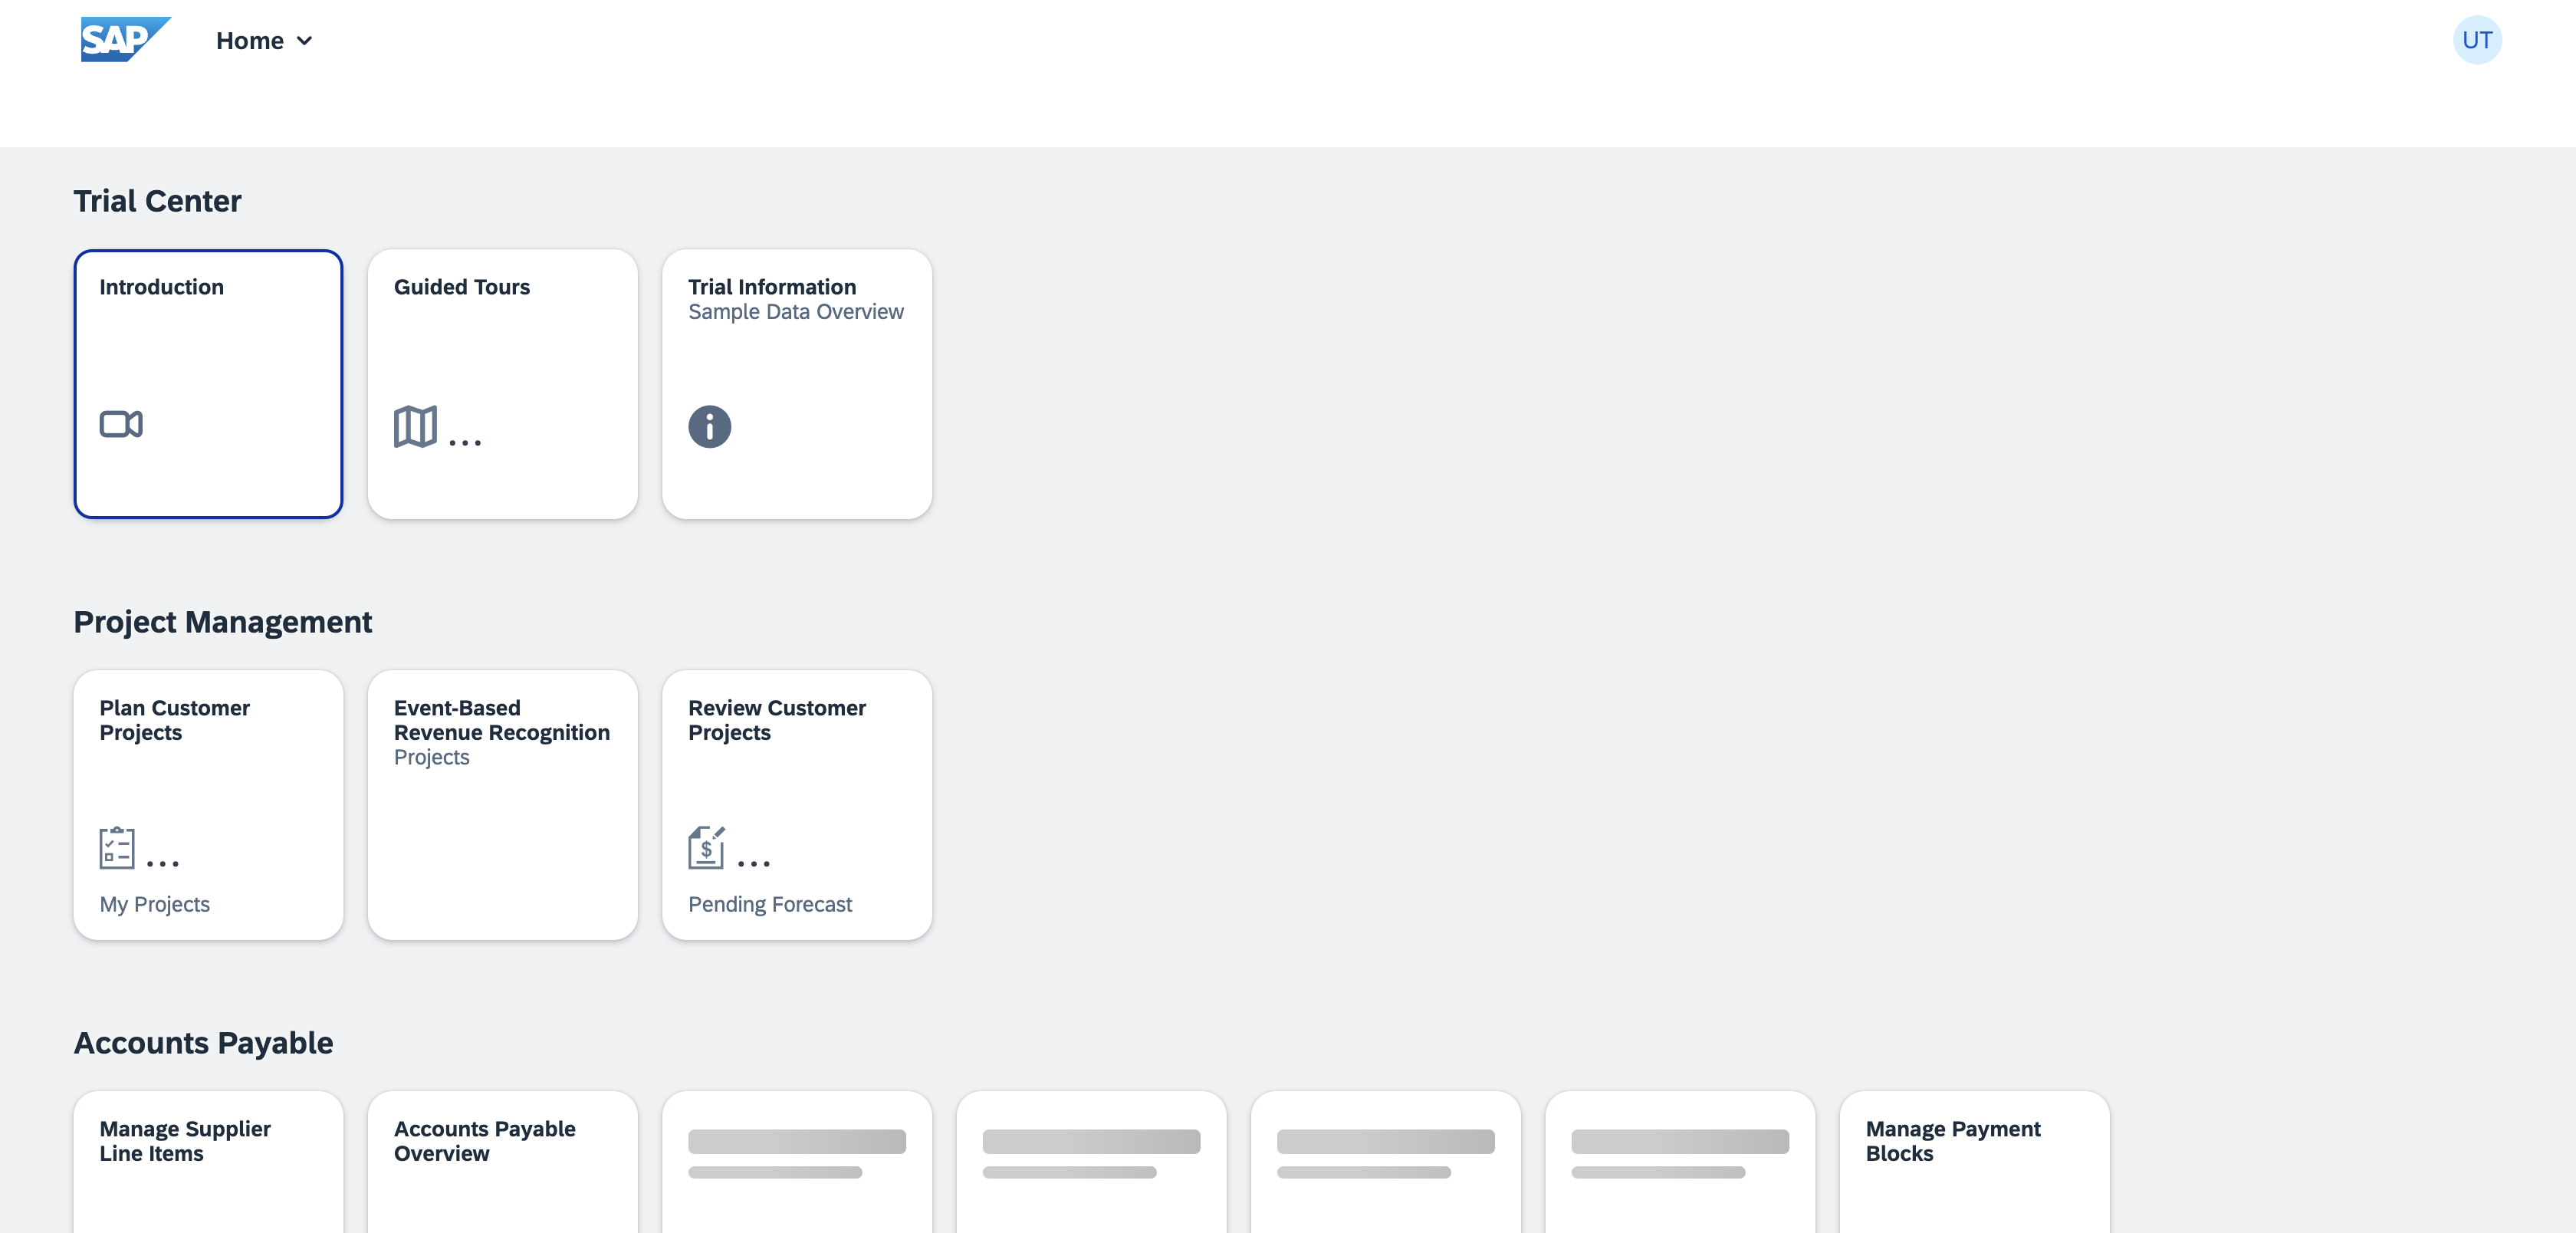 SAP
Home
UT
Trial Center
Introduction
Guided Tours
Trial Information
Sample Data Overview
...
Project Management
Plan Customer
Projects
...
My Projects
Event-Based
Revenue Recognition
Projects
Review Customer
Projects
$ ...
Pending Forecast
Accounts Payable
Manage Supplier
Line Items
Accounts Payable
Overview
Manage Payment
Blocks